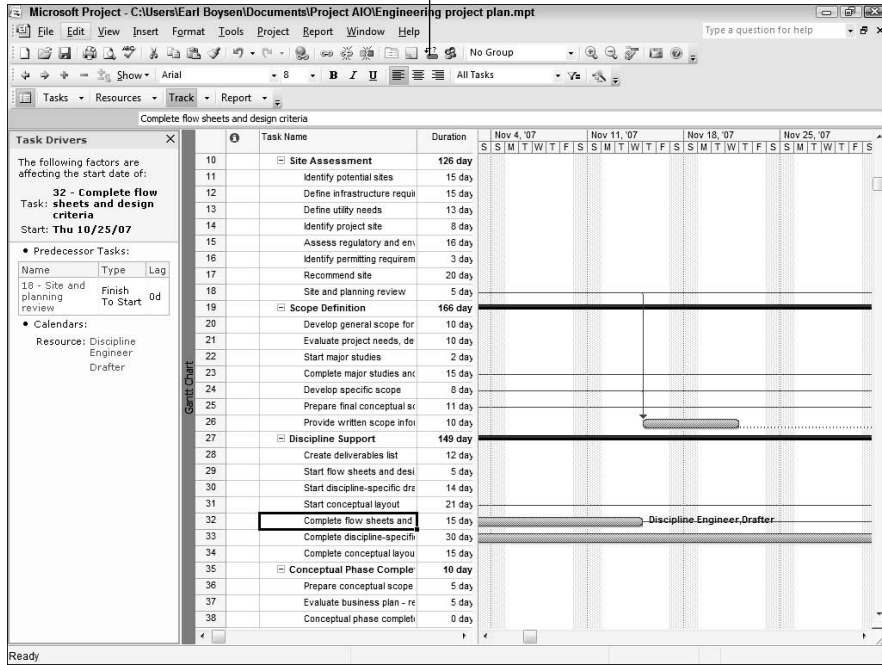 Microsoft Project - C:\Users\Earl Boysen\Documents\Project AIO\Engineering project plan.mpt
File Edit View Insert Format Tools Project Report Window Help
Type a question for help
No Group
Show Arial 8 B I U All Tasks
Tasks Resources Track Report
Complete flow sheets and design criteria
Task Drivers
The following factors are
affecting the start date of:
Task: 32 - Complete flow
sheets and design
criteria
Start: Thu 10/25/07
Predecessor Tasks:
Name Type Lag
18 - Site and
planning
review
Finish
To Start
0d
Calendars:
Resource: Discipline
Engineer
Drafter
Gantt Chart
Task Name Duration
Nov 4, '07 Nov 11, '07 Nov 18, '07 Nov 25, '07
S S M T W T F S S M T W T F S S M T W T F S S M T W T F S
10 Site Assessment 126 day
11 Identify potential sites 15 day
12 Define infrastructure requi 15 day
13 Define utility needs 13 day
14 Identify project site 8 day
15 Assess regulatory and env 16 day
16 Identify permitting requirem 3 day
17 Recommend site 20 day
18 Site and planning review 5 day
19 Scope Definition 166 day
20 Develop general scope for 10 day
21 Evaluate project needs, de 10 day
22 Start major studies 2 day
23 Complete major studies and 15 day
24 Develop specific scope 8 day
25 Prepare final conceptual sc 11 day
26 Provide written scope infor 10 day
27 Discipline Support 149 day
28 Create deliverables list 12 day
29 Start flow sheets and desi 5 day
30 Start discipline-specific dra 14 day
31 Start conceptual layout 21 day
32 Complete flow sheets and 15 day Discipline Engineer,Drafter
33 Complete discipline-specifi 30 day
34 Complete conceptual layou 15 day
35 Conceptual Phase Comple 10 day
36 Prepare conceptual scope 5 day
37 Evaluate business plan - re 5 day
38 Conceptual phase complet 0 day
Ready